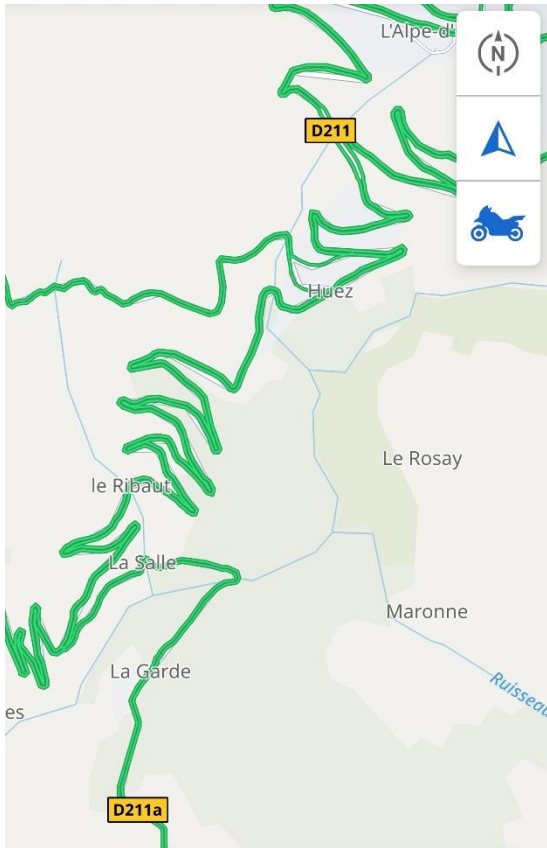 L'Alpe-d'
N
D211
Huez
Le Rosay
le Ribaut
La Salle
Maronne
La Garde
Ruisseau
es
D211a